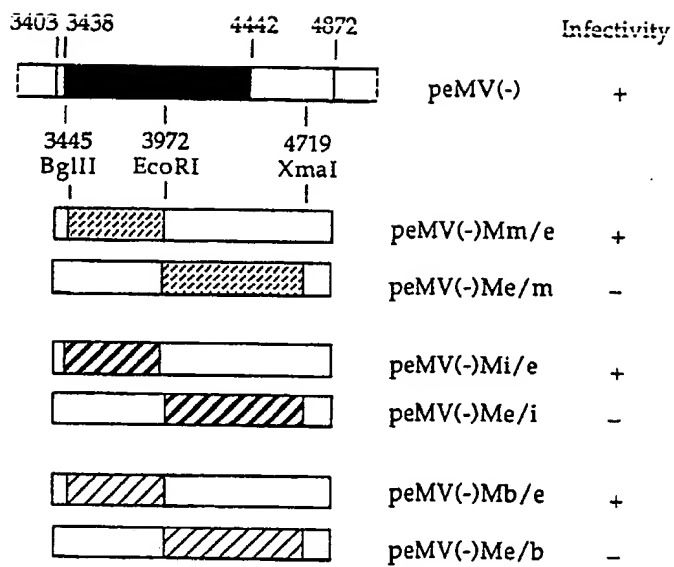 3403 3438 4442 4872 Infectivity
peMV(-) +
3445 3972 4719
BglII EcoRI XmaI
peMV(-)Mm/e +
peMV(-)Me/m -
peMV(-)Mi/e +
peMV(-)Me/i -
peMV(-)Mb/e +
peMV(-)Me/b -